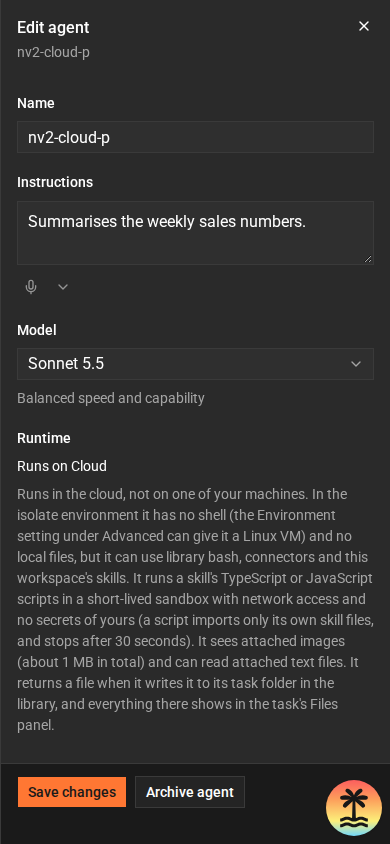 Edit agent
nv2-cloud-p
Name
nv2-cloud-p
Instructions
Summarises the weekly sales numbers.
Model
Sonnet 5.5
Balanced speed and capability
Runtime
Runs on Cloud
Runs in the cloud, not on one of your machines. In the
isolate environment it has no shell (the Environment
setting under Advanced can give it a Linux VM) and no
local files, but it can use library bash, connectors and this
workspace's skills. It runs a skill's TypeScript or JavaScript
scripts in a short-lived sandbox with network access and
no secrets of yours (a script imports only its own skill files,
and stops after 30 seconds). It sees attached images
(about 1 MB in total) and can read attached text files. It
returns a file when it writes it to its task folder in the
library, and everything there shows in the task's Files
panel.
Save changes
Archive agent